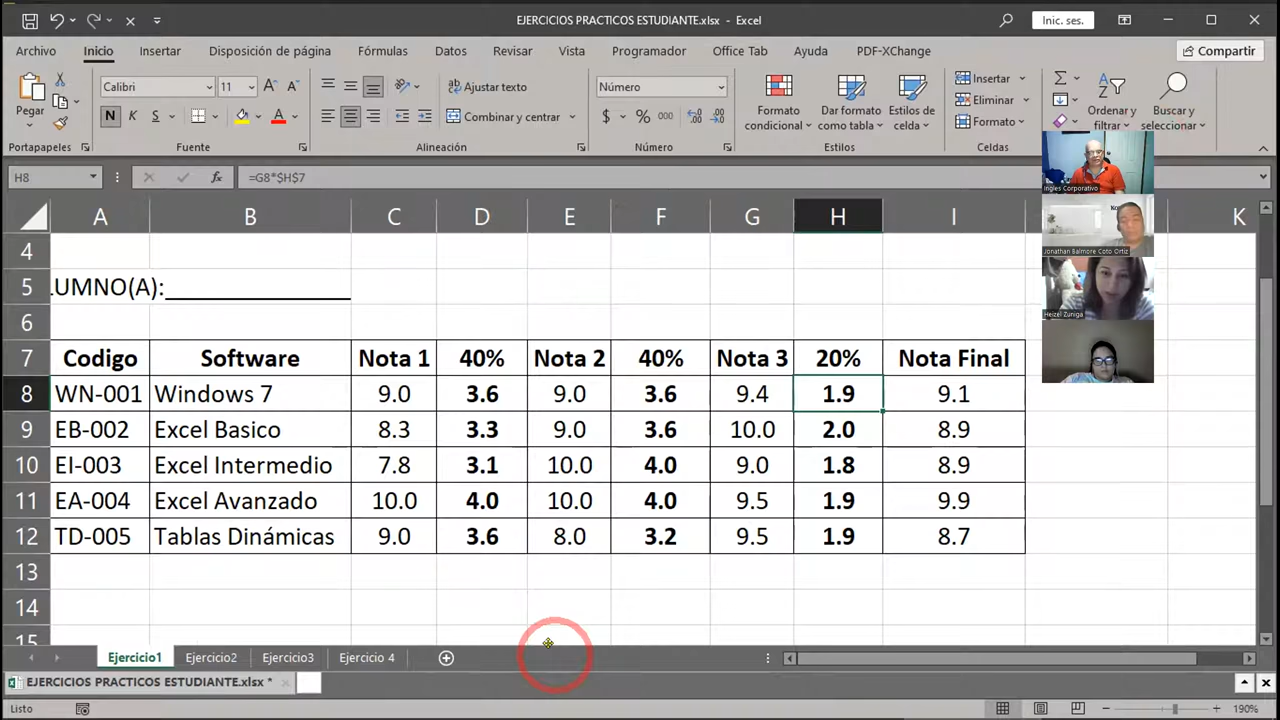 EJERCICIOS PRACTICOS ESTUDIANTE.xlsx - Excel
Inic. ses.
Archivo Inicio Insertar Disposición de página Fórmulas Datos Revisar Vista Programador Office Tab Ayuda PDF-XChange Compartir
Pegar
Calibri 11
N K S
Ajustar texto
Combinar y centrar
Número
$ % 000
Formato condicional
Dar formato como tabla
Estilos de celda
Insertar
Eliminar
Formato
Ordenar y filtrar
Buscar y seleccionar
Portapapeles Fuente Alineación Número Estilos Celdas
H8 fx =G8*$H$7
A B C D E F G H I K
4
5 LUMNO(A):
6
7 Codigo Software Nota 1 40% Nota 2 40% Nota 3 20% Nota Final
8 WN-001 Windows 7 9.0 3.6 9.0 3.6 9.4 1.9 9.1
9 EB-002 Excel Basico 8.3 3.3 9.0 3.6 10.0 2.0 8.9
10 EI-003 Excel Intermedio 7.8 3.1 10.0 4.0 9.0 1.8 8.9
11 EA-004 Excel Avanzado 10.0 4.0 10.0 4.0 9.5 1.9 9.9
12 TD-005 Tablas Dinámicas 9.0 3.6 8.0 3.2 9.5 1.9 8.7
13
14
15
Ingles Corporativo
Jonathan Balmore Coto Ortiz
Heizel Zuniga
Ejercicio1 Ejercicio2 Ejercicio3 Ejercicio 4
EJERCICIOS PRACTICOS ESTUDIANTE.xlsx *
Listo 190%